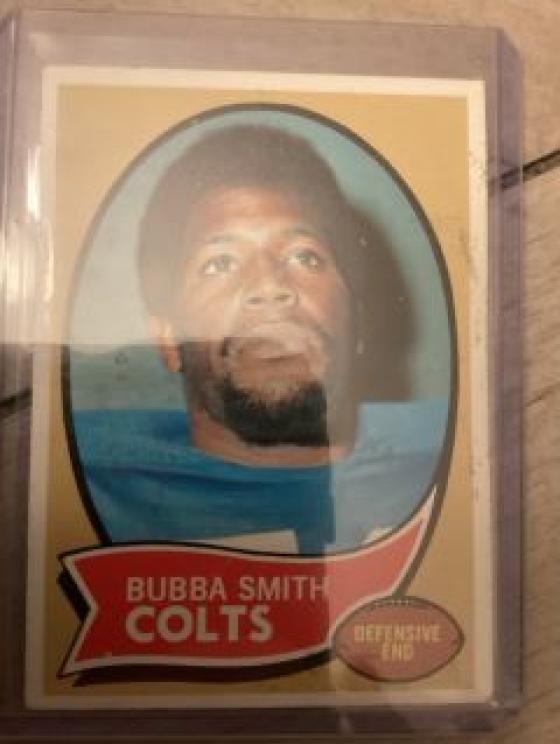 BUBBA SMITH
COLTS
DEFENSIVE
END